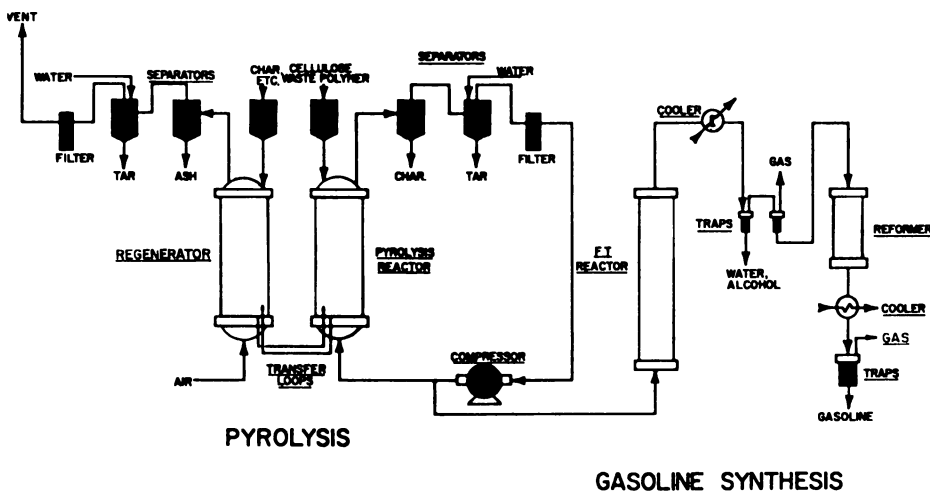 VENT
WATER
SEPARATORS
CHAR.
ETC.
CELLULOSE
WASTE POLYMER
SEPARATORS
WATER
FILTER
TAR
ASH
CHAR.
TAR
FILTER
COOLER
GAS
TRAPS
WATER,
ALCOHOL
REFORMER
REGENERATOR
PYROLYSIS
REACTOR
F.T
REACTOR
COOLER
GAS
TRAPS
GASOLINE
AIR
TRANSFER
LOOPS
COMPRESSOR
PYROLYSIS
GASOLINE SYNTHESIS